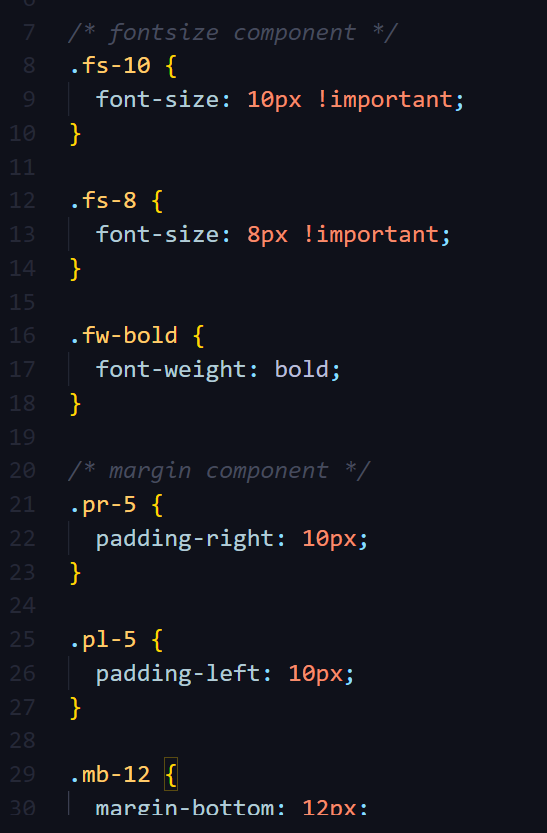 7 /* fontsize component */
8 .fs-10 {
9 font-size: 10px !important;
10 }
11
12 .fs-8 {
13 font-size: 8px !important;
14 }
15
16 .fw-bold {
17 font-weight: bold;
18 }
19
20 /* margin component */
21 .pr-5 {
22 padding-right: 10px;
23 }
24
25 .pl-5 {
26 padding-left: 10px;
27 }
28
29 .mb-12 {
30 margin-bottom: 12px;